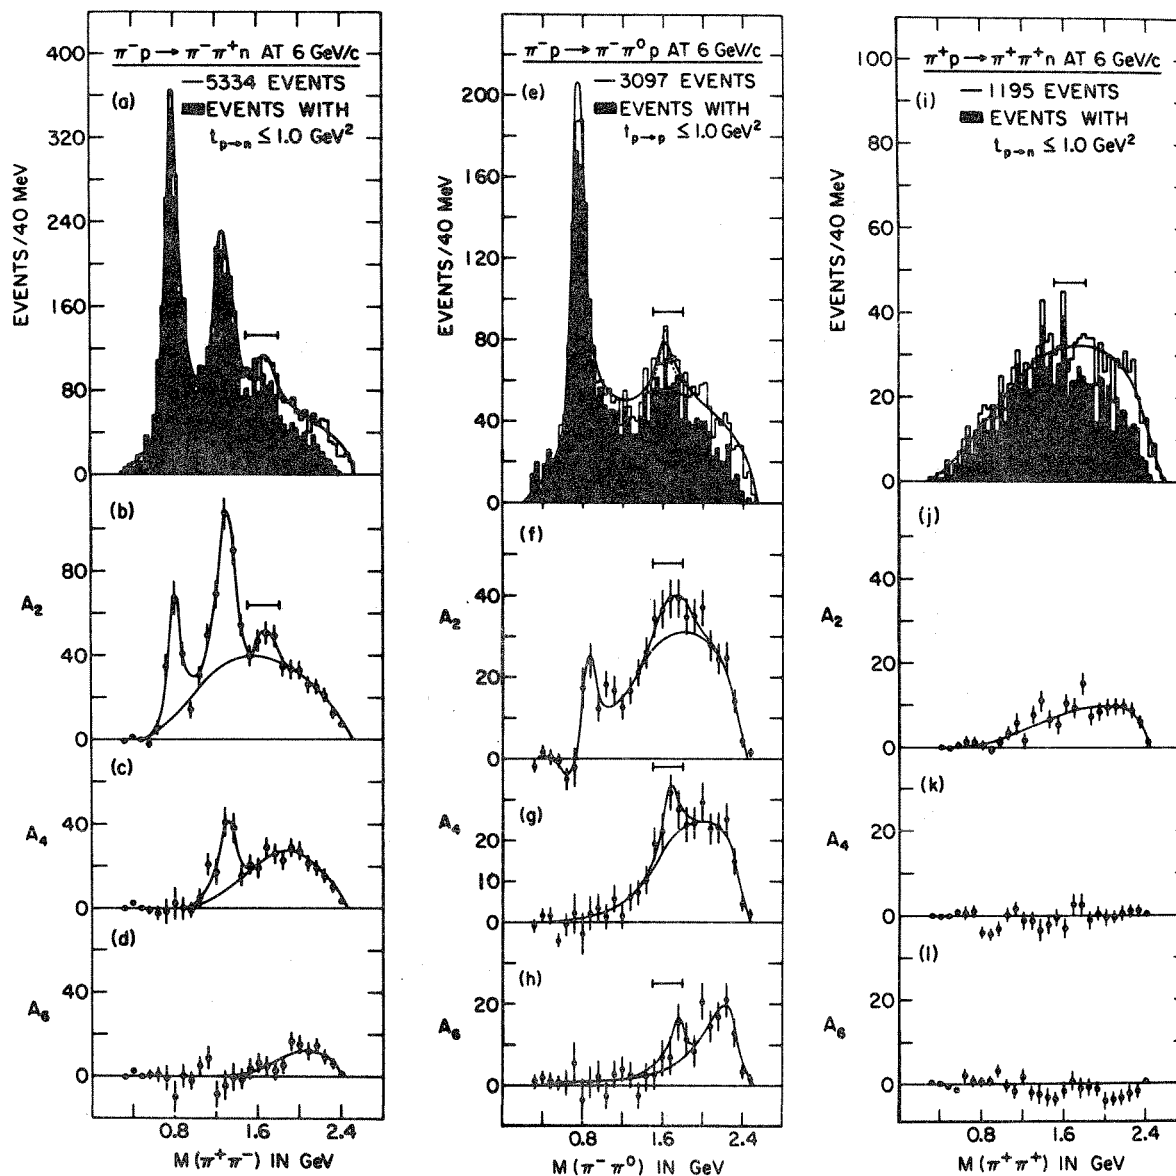 π⁻p → π⁻π⁺n AT 6 GeV/c
— 5334 EVENTS
EVENTS WITH
t p→n ≤ 1.0 GeV²
(a)
400
320
240
160
80
0
EVENTS/40 MeV
(b)
80
40
0
A₂
(c)
40
0
A₄
(d)
40
0
A₆
0.8 1.6 2.4
M(π⁺π⁻) IN GeV
π⁻p → π⁻π⁰p AT 6 GeV/c
— 3097 EVENTS
EVENTS WITH
t p→p ≤ 1.0 GeV²
(e)
200
160
120
80
40
0
EVENTS/40 MeV
(f)
40
20
0
A₂
(g)
20
10
0
A₄
(h)
20
0
A₆
0.8 1.6 2.4
M(π⁻π⁰) IN GeV
π⁺p → π⁺π⁺n AT 6 GeV/c
— 1195 EVENTS
EVENTS WITH
t p→n ≤ 1.0 GeV²
(i)
100
80
60
40
20
0
EVENTS/40 MeV
(j)
40
20
0
A₂
(k)
20
0
A₄
(l)
20
0
A₆
0.8 1.6 2.4
M(π⁺π⁺) IN GeV